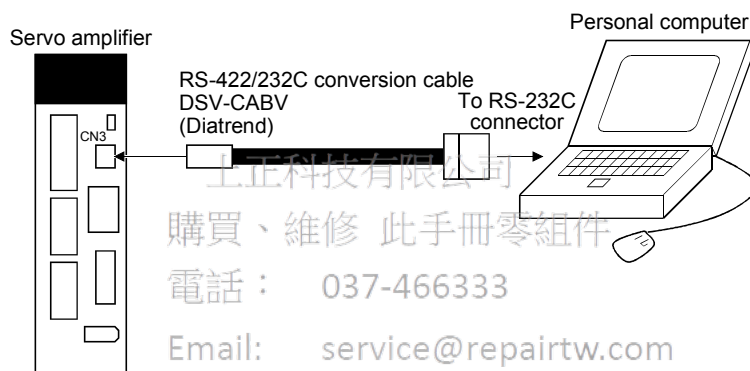 Servo amplifier
Personal computer
RS-422/232C conversion cable
DSV-CABV
(Diatrend)
To RS-232C
connector
CN3
上正科技有限公司
購買、維修 此手冊零組件
電話： 037-466333
Email: service@repairtw.com